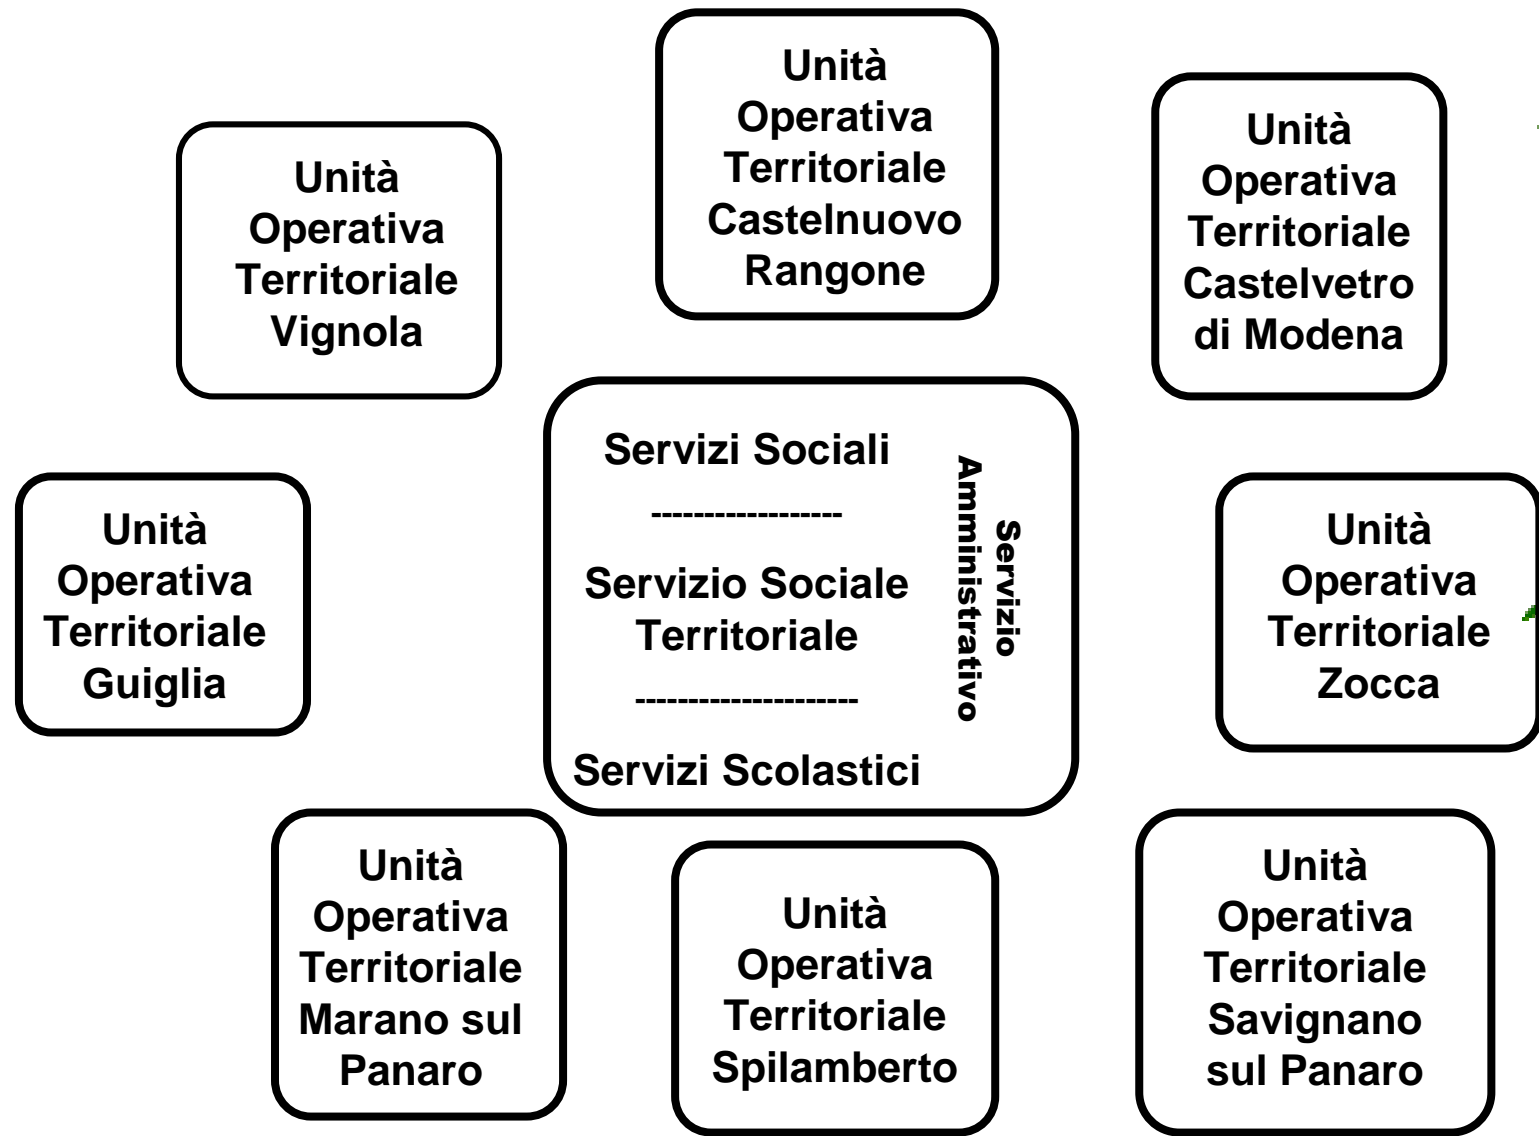 Unità
Operativa
Territoriale
Castelnuovo
Rangone
Unità
Operativa
Territoriale
Castelvetro
di Modena
Unità
Operativa
Territoriale
Vignola
Servizi Sociali
------------------
Servizio Sociale
Territoriale
---------------------
Servizi Scolastici
Servizio
Amministrativo
Unità
Operativa
Territoriale
Guiglia
Unità
Operativa
Territoriale
Zocca
Unità
Operativa
Territoriale
Marano sul
Panaro
Unità
Operativa
Territoriale
Spilamberto
Unità
Operativa
Territoriale
Savignano
sul Panaro